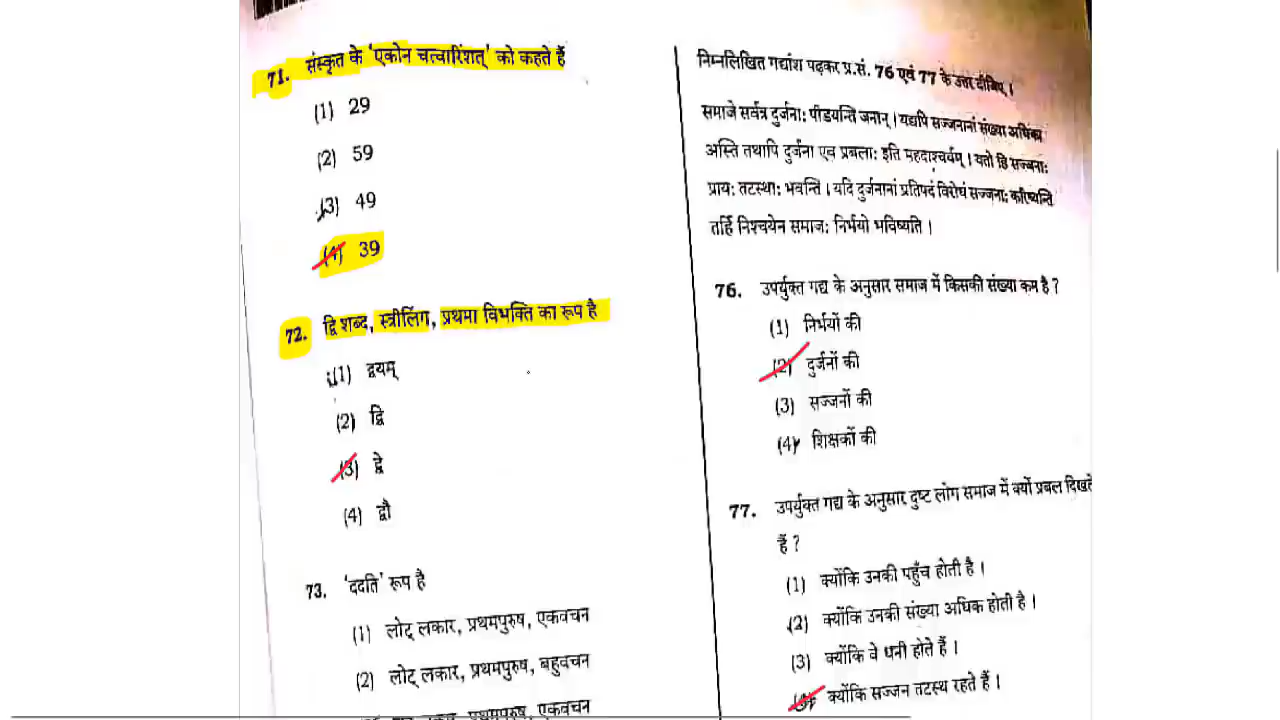 71. संस्कृत के 'एकोन चत्वारिंशत्' को कहते हैं
(1) 29
(2) 59
(3) 49
(4) 39
72. द्वि शब्द, स्त्रीलिंग, प्रथमा विभक्ति का रूप है
(1) द्वयम्
(2) द्वि
(3) द्वे
(4) द्वौ
73. 'ददति' रूप है
(1) लोट् लकार, प्रथमपुरुष, एकवचन
(2) लोट् लकार, प्रथमपुरुष, बहुवचन
लकार, प्रथमपुरुष, एकवचन
निम्नलिखित गद्यांश पढ़कर प्र.सं. 76 एवं 77 के उत्तर दीजिए।
समाजे सर्वत्र दुर्जनाः पीडयन्ति जनान्। यद्यपि सज्जनानां संख्या अधिका
अस्ति तथापि दुर्जना एव प्रबलाः इति महदाश्चर्यम्। यतो हि सज्जनाः
प्रायः तटस्थाः भवन्ति। यदि दुर्जनानां प्रतिपदं विरोधं सज्जनाः करिष्यन्ति
तर्हि निश्चयेन समाजः निर्भयो भविष्यति।
76. उपर्युक्त गद्य के अनुसार समाज में किसकी संख्या कम है ?
(1) निर्भयों की
(2) दुर्जनों की
(3) सज्जनों की
(4) शिक्षकों की
77. उपर्युक्त गद्य के अनुसार दुष्ट लोग समाज में क्यों प्रबल दिखते
हैं ?
(1) क्योंकि उनकी पहुँच होती है।
(2) क्योंकि उनकी संख्या अधिक होती है।
(3) क्योंकि वे धनी होते हैं।
(4) क्योंकि सज्जन तटस्थ रहते हैं।